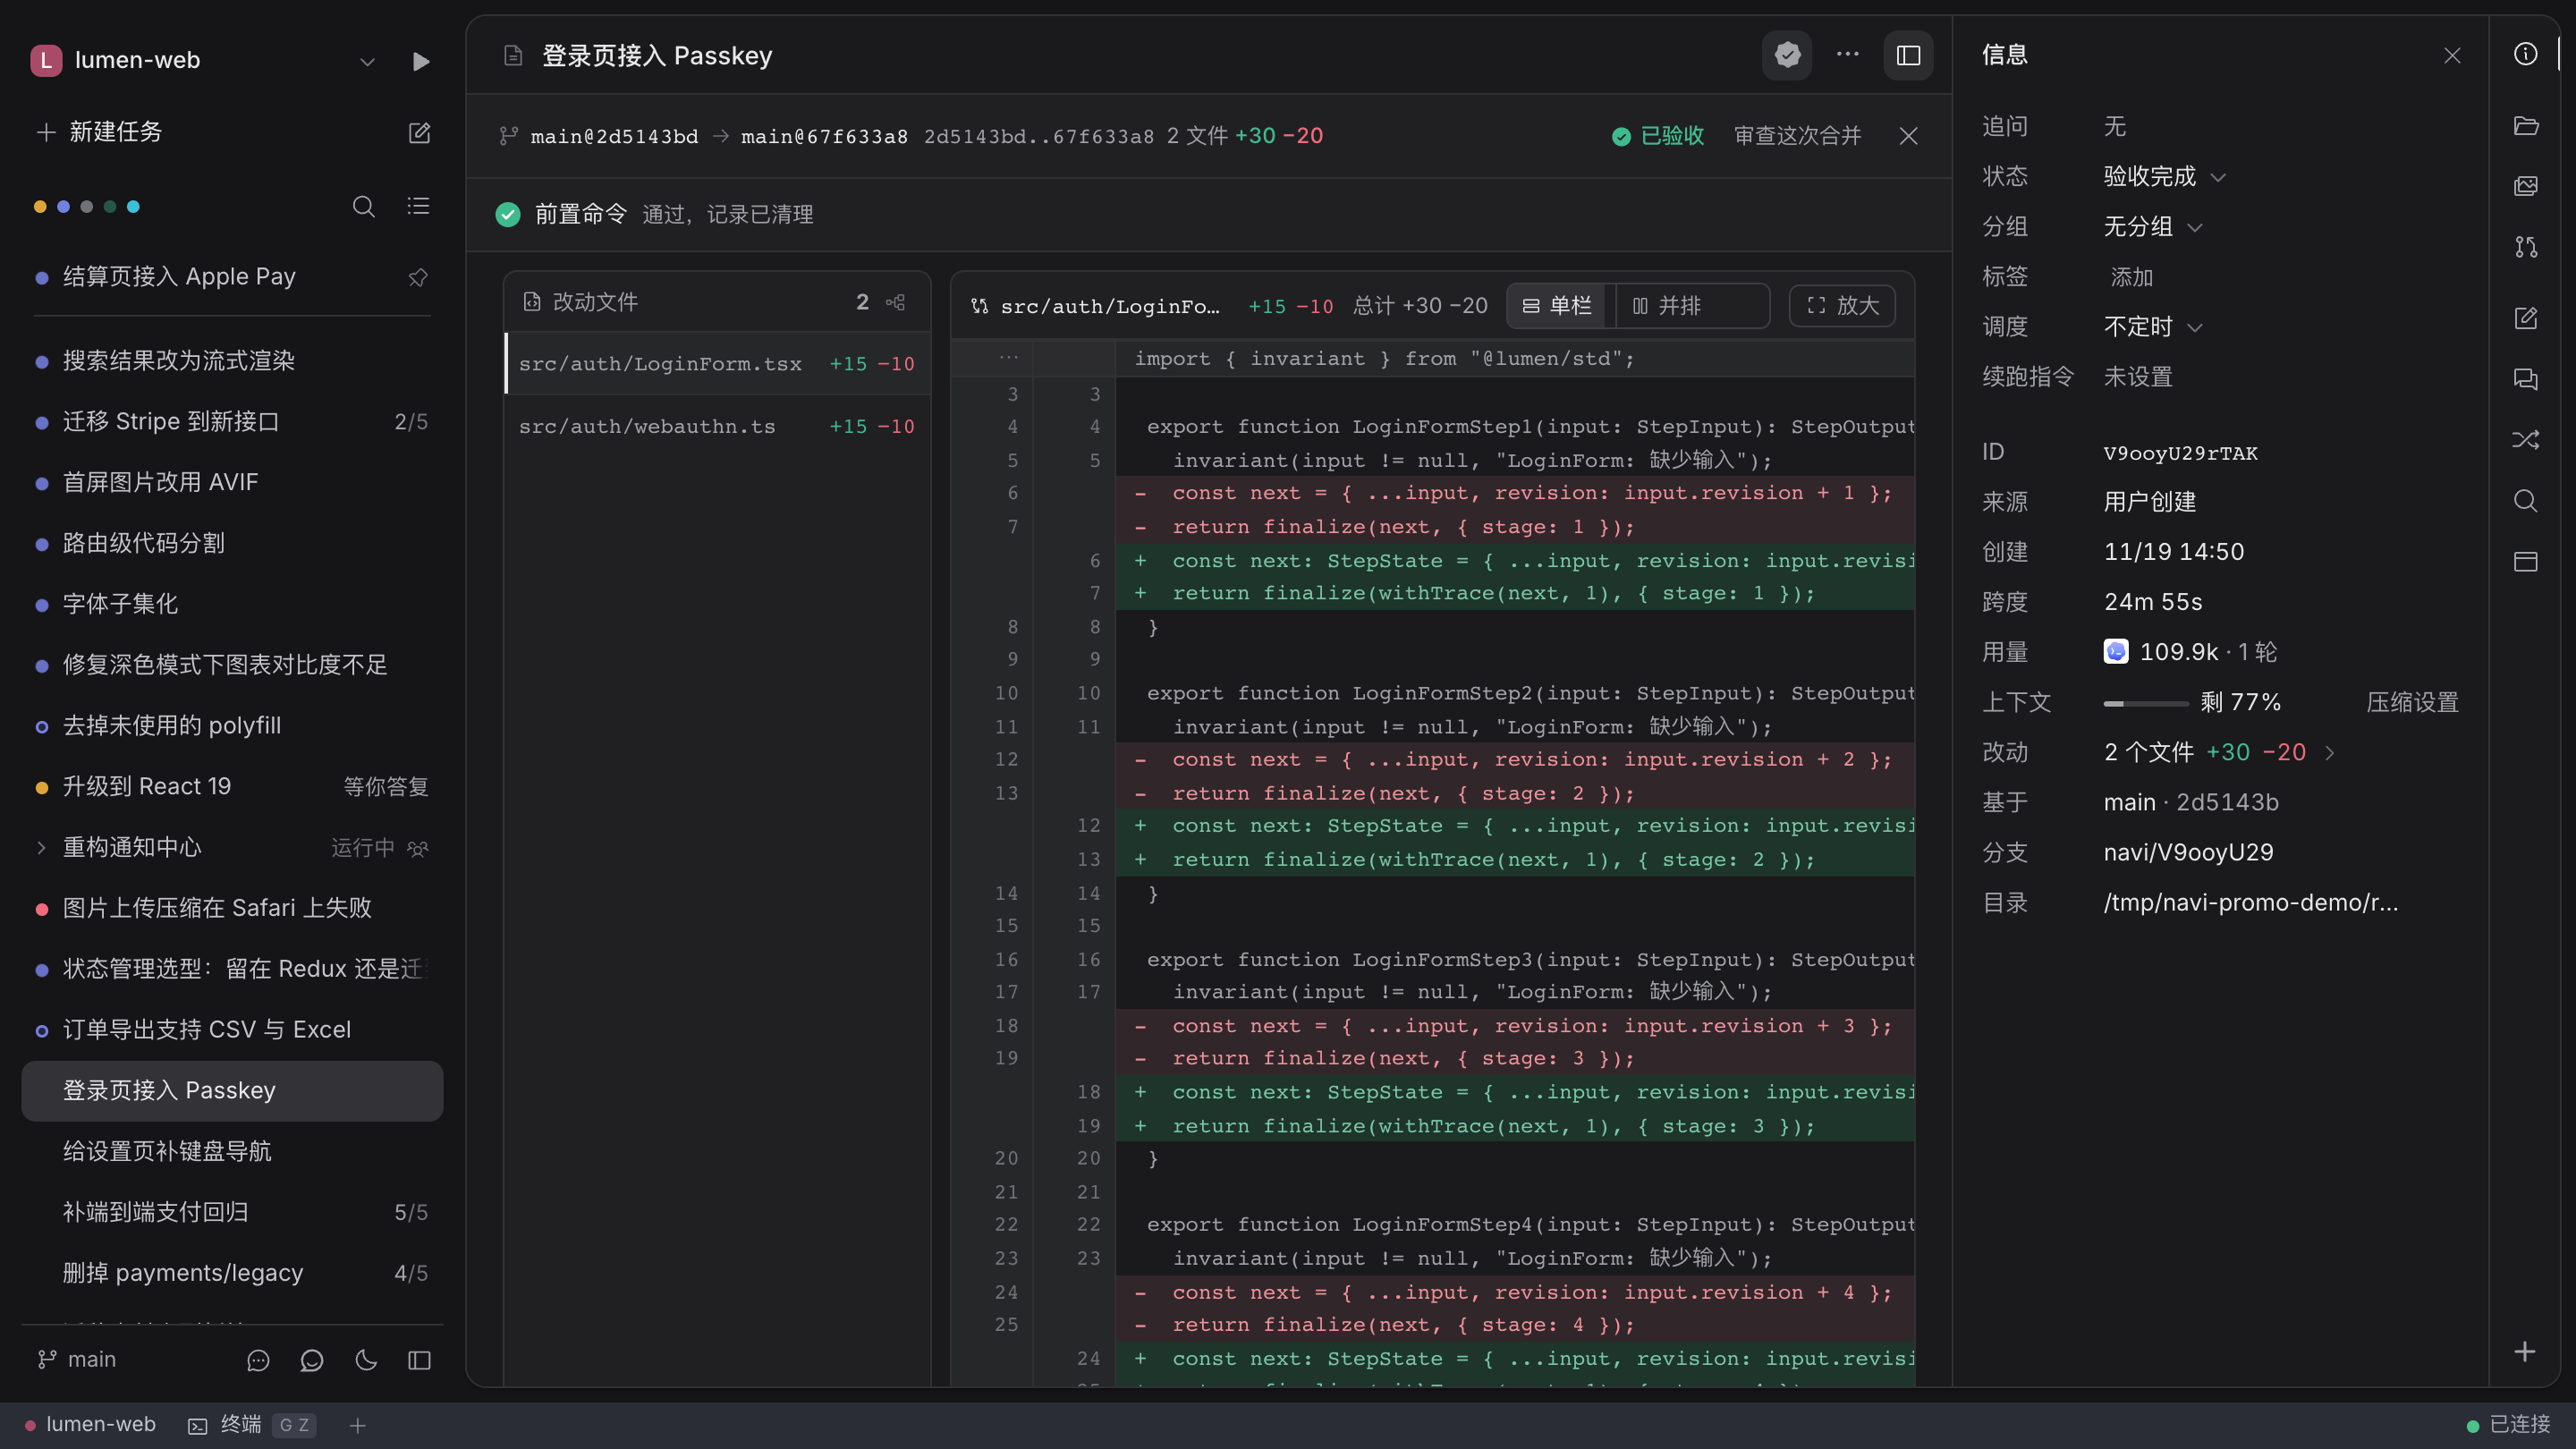 L lumen-web
新建任务
结算页接入 Apple Pay
搜索结果改为流式渲染
迁移 Stripe 到新接口 2/5
首屏图片改用 AVIF
路由级代码分割
字体子集化
修复深色模式下图表对比度不足
去掉未使用的 polyfill
升级到 React 19 等你答复
重构通知中心 运行中
图片上传压缩在 Safari 上失败
状态管理选型：留在 Redux 还是迁
订单导出支持 CSV 与 Excel
登录页接入 Passkey
给设置页补键盘导航
补端到端支付回归 5/5
删掉 payments/legacy 4/5
main
登录页接入 Passkey
main@2d5143bd → main@67f633a8 2d5143bd..67f633a8 2 文件 +30 −20 已验收 审查这次合并
前置命令 通过，记录已清理
改动文件 2
src/auth/LoginForm.tsx +15 −10
src/auth/webauthn.ts +15 −10
src/auth/LoginFo… +15 −10 总计 +30 −20 单栏 并排 放大
··· import { invariant } from "@lumen/std";
3 3
4 4 export function LoginFormStep1(input: StepInput): StepOutput
5 5 invariant(input != null, "LoginForm: 缺少输入");
6 − const next = { ...input, revision: input.revision + 1 };
7 − return finalize(next, { stage: 1 });
6 + const next: StepState = { ...input, revision: input.revisi
7 + return finalize(withTrace(next, 1), { stage: 1 });
8 8 }
9 9
10 10 export function LoginFormStep2(input: StepInput): StepOutput
11 11 invariant(input != null, "LoginForm: 缺少输入");
12 − const next = { ...input, revision: input.revision + 2 };
13 − return finalize(next, { stage: 2 });
12 + const next: StepState = { ...input, revision: input.revisi
13 + return finalize(withTrace(next, 1), { stage: 2 });
14 14 }
15 15
16 16 export function LoginFormStep3(input: StepInput): StepOutput
17 17 invariant(input != null, "LoginForm: 缺少输入");
18 − const next = { ...input, revision: input.revision + 3 };
19 − return finalize(next, { stage: 3 });
18 + const next: StepState = { ...input, revision: input.revisi
19 + return finalize(withTrace(next, 1), { stage: 3 });
20 20 }
21 21
22 22 export function LoginFormStep4(input: StepInput): StepOutput
23 23 invariant(input != null, "LoginForm: 缺少输入");
24 − const next = { ...input, revision: input.revision + 4 };
25 − return finalize(next, { stage: 4 });
24 + const next: StepState = { ...input, revision: input.revisi
信息
追问 无
状态 验收完成
分组 无分组
标签 添加
调度 不定时
续跑指令 未设置
ID V9ooyU29rTAK
来源 用户创建
创建 11/19 14:50
跨度 24m 55s
用量 109.9k · 1 轮
上下文 剩 77% 压缩设置
改动 2 个文件 +30 −20
基于 main · 2d5143b
分支 navi/V9ooyU29
目录 /tmp/navi-promo-demo/r...
lumen-web 终端 G Z 已连接